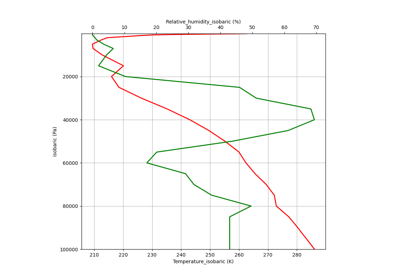 Relative_humidity_isobaric (%)
0 10 20 30 40 50 60 70
20000
40000
60000
80000
100000
Isobaric (Pa)
210 220 230 240 250 260 270 280
Temperature_isobaric (K)